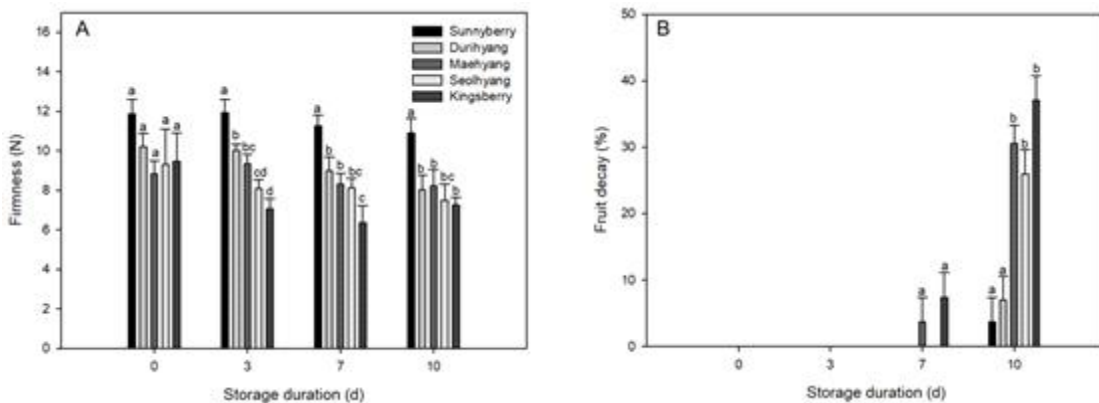 A
Sunnyberry
Durihyang
Maehyang
Seolhyang
Kingsberry
Firmness (N)
16
14
12
10
8
6
4
2
0
a a a a a
a b bc cd d
a b b bc c
a b b bc b
0 3 7 10
Storage duration (d)
B
Fruit decay (%)
50
40
30
20
10
0
a a
a a b b b
0 3 7 10
Storage duration (d)